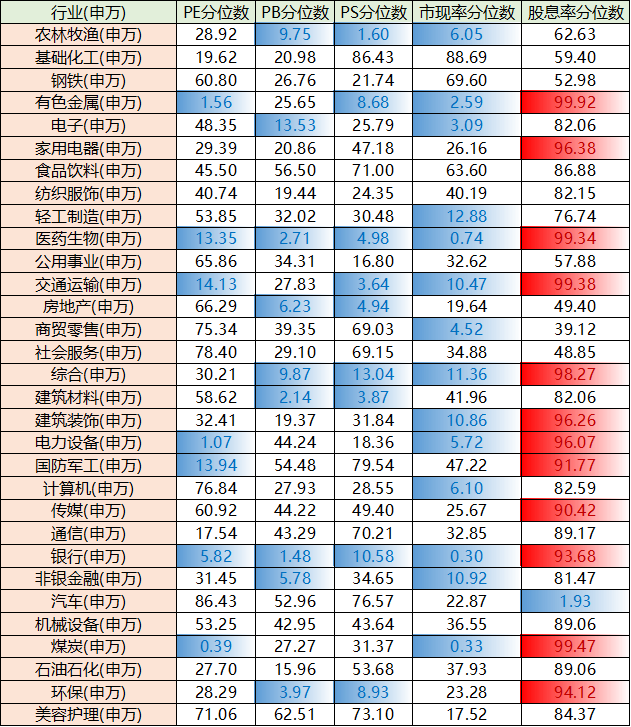 行业(申万) PE分位数 PB分位数 PS分位数 市现率分位数 股息率分位数
农林牧渔(申万) 28.92 9.75 1.60 6.05 62.63
基础化工(申万) 19.62 20.98 86.43 88.69 59.40
钢铁(申万) 60.80 26.76 21.74 69.60 52.98
有色金属(申万) 1.56 25.65 8.68 2.59 99.92
电子(申万) 48.35 13.53 25.79 3.09 82.06
家用电器(申万) 29.39 20.86 47.18 26.16 96.38
食品饮料(申万) 45.50 56.50 71.00 63.60 86.88
纺织服饰(申万) 40.74 19.44 24.35 40.19 82.15
轻工制造(申万) 53.85 32.02 30.48 12.88 76.74
医药生物(申万) 13.35 2.71 4.98 0.74 99.34
公用事业(申万) 65.86 34.31 16.80 32.62 57.88
交通运输(申万) 14.13 27.83 3.64 10.47 99.38
房地产(申万) 66.29 6.23 4.94 19.64 49.40
商贸零售(申万) 75.34 39.35 69.03 4.52 39.12
社会服务(申万) 78.40 29.10 69.15 34.88 48.85
综合(申万) 30.21 9.87 13.04 11.36 98.27
建筑材料(申万) 58.62 2.14 3.87 41.96 82.06
建筑装饰(申万) 32.41 19.37 31.84 10.86 96.26
电力设备(申万) 1.07 44.24 18.36 5.72 96.07
国防军工(申万) 13.94 54.48 79.54 47.22 91.77
计算机(申万) 76.84 27.93 28.55 6.10 82.59
传媒(申万) 60.92 44.22 49.40 25.67 90.42
通信(申万) 17.54 43.29 70.21 32.85 89.17
银行(申万) 5.82 1.48 10.58 0.30 93.68
非银金融(申万) 31.45 5.78 34.65 10.92 81.47
汽车(申万) 86.43 52.96 76.57 22.87 1.93
机械设备(申万) 53.25 42.95 43.64 36.55 89.06
煤炭(申万) 0.39 27.27 31.37 0.33 99.47
石油石化(申万) 27.70 15.96 53.68 37.93 89.06
环保(申万) 28.29 3.97 8.93 23.28 94.12
美容护理(申万) 71.06 62.51 73.10 17.52 84.37